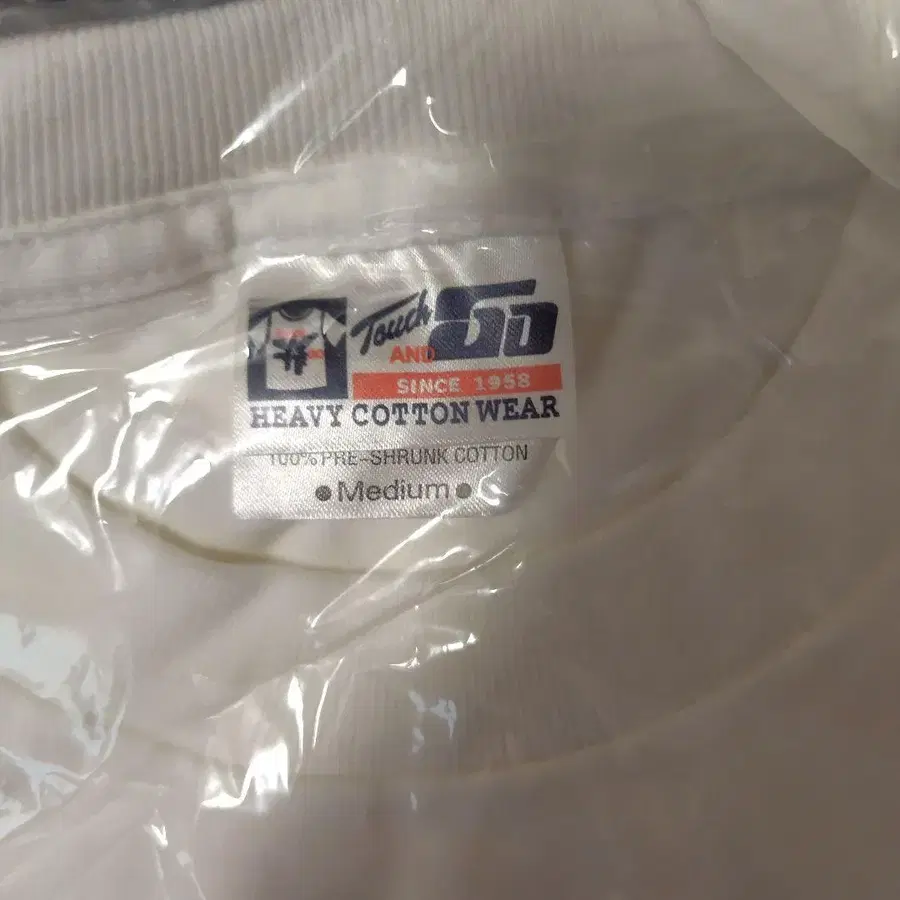 Touch
AND GO
SINCE 1958
HEAVY COTTON WEAR
100% PRE-SHRUNK COTTON
●Medium●